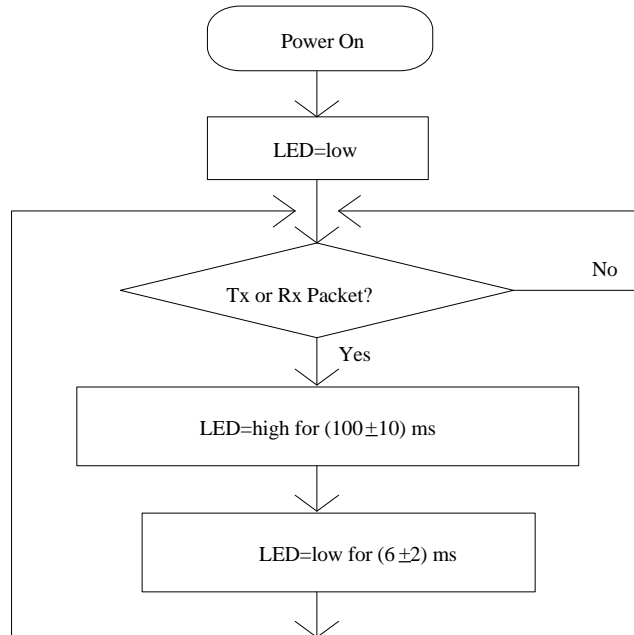 Power On
LED=low
Tx or Rx Packet?
No
Yes
LED=high for (100±10) ms
LED=low for (6±2) ms